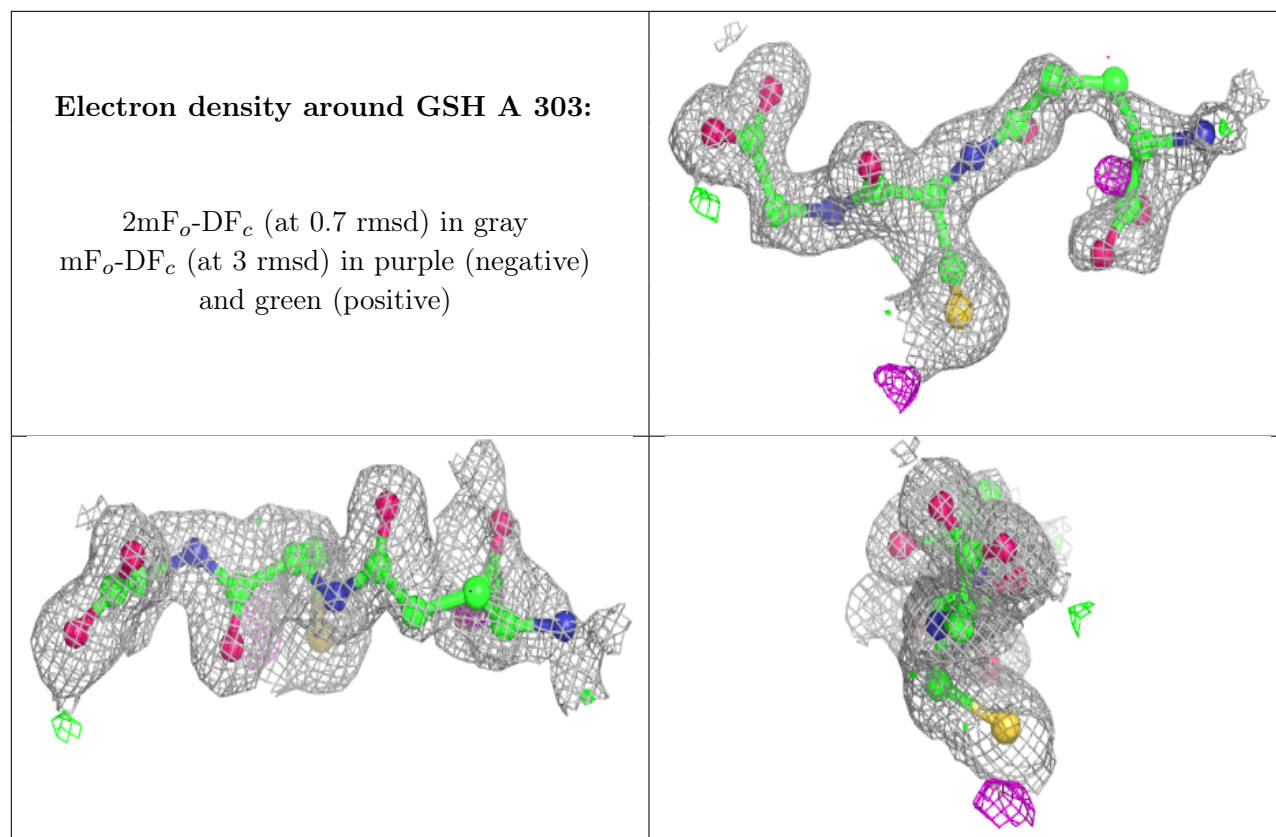 Electron density around GSH A 303:
2mFo-DFc (at 0.7 rmsd) in gray
mFo-DFc (at 3 rmsd) in purple (negative)
and green (positive)